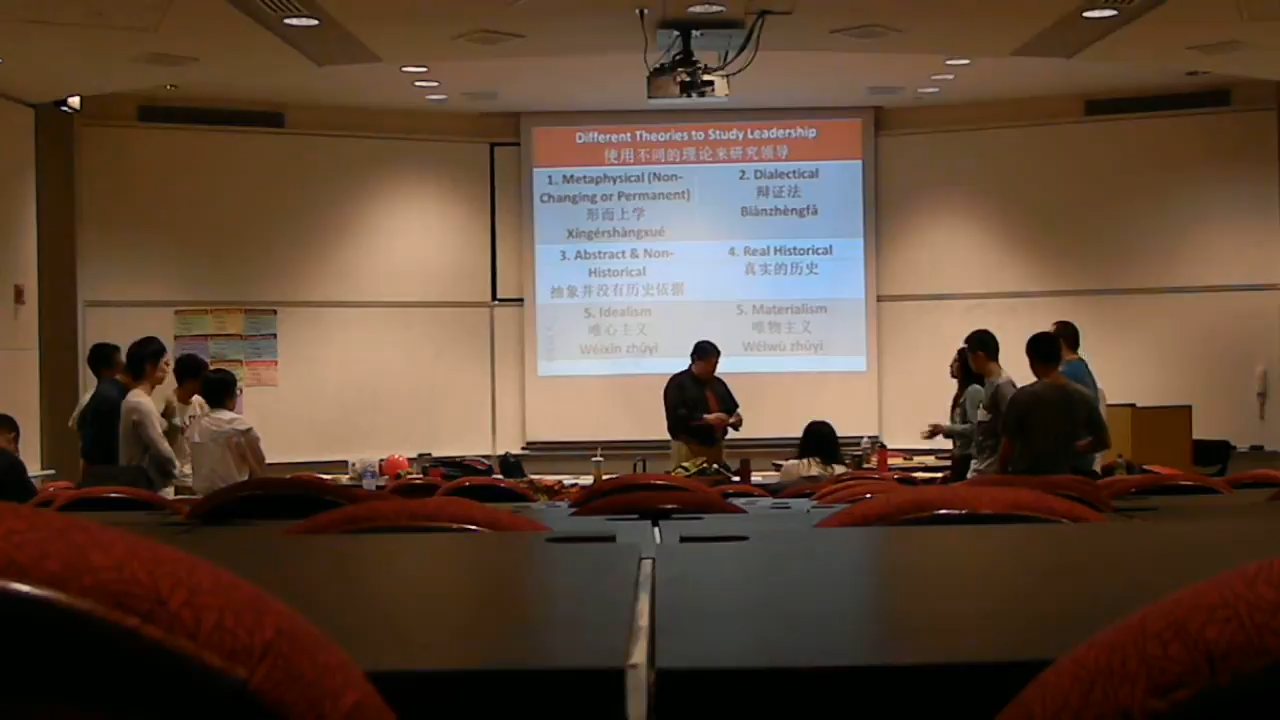 Different Theories to Study Leadership
使用不同的理论来研究领导
1. Metaphysical (Non-
Changing or Permanent)
形而上学
Xíngérshàngxué
2. Dialectical
辩证法
Biànzhèngfǎ
3. Abstract & Non-
Historical
抽象并没有历史依据
4. Real Historical
真实的历史
5. Idealism
唯心主义
Wéixīn zhǔyì
5. Materialism
唯物主义
Wéiwù zhǔyì